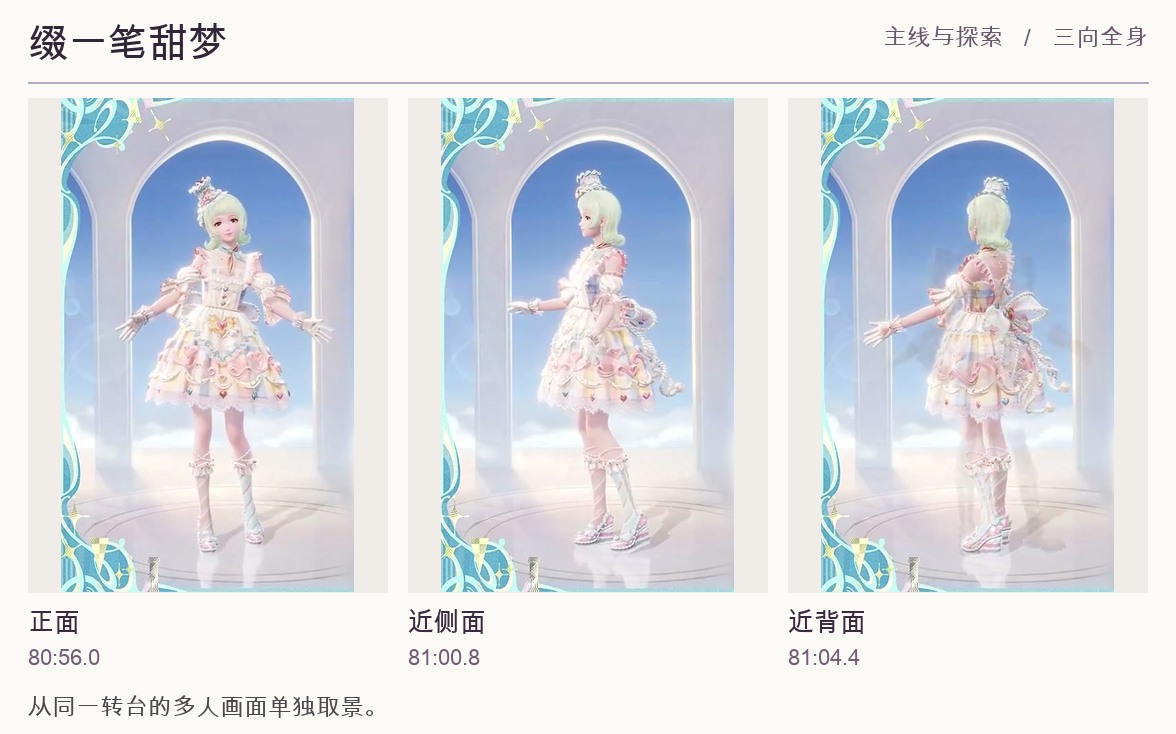 缀一笔甜梦
主线与探索 / 三向全身
正面
80:56.0
近侧面
81:00.8
近背面
81:04.4
从同一转台的多人画面单独取景。